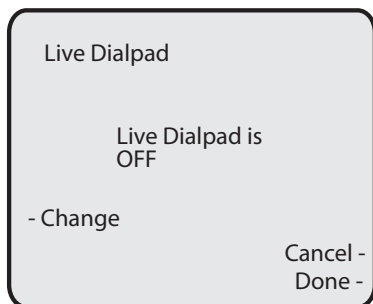 Live Dialpad
Live Dialpad is
OFF
- Change
Cancel -
Done -